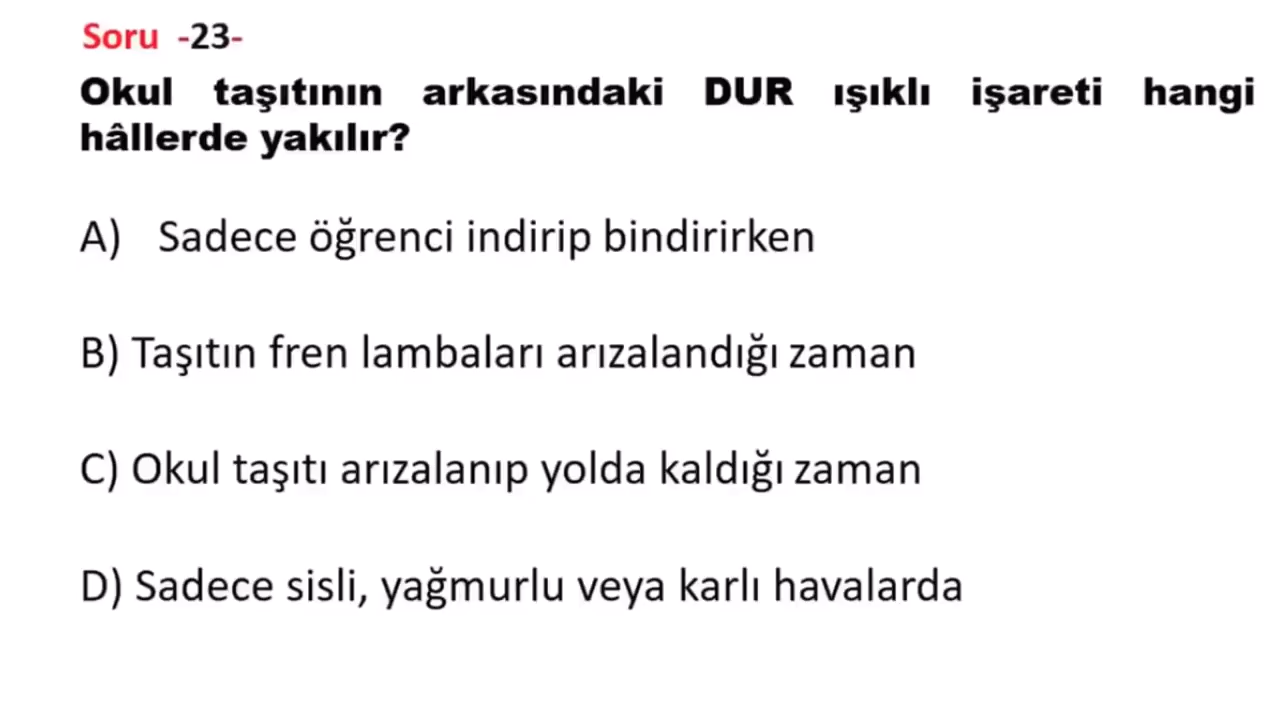 Soru -23-
Okul taşıtının arkasındaki DUR ışıklı işareti hangi
hâllerde yakılır?
A) Sadece öğrenci indirip bindirirken
B) Taşıtın fren lambaları arızalandığı zaman
C) Okul taşıtı arızalanıp yolda kaldığı zaman
D) Sadece sisli, yağmurlu veya karlı havalarda